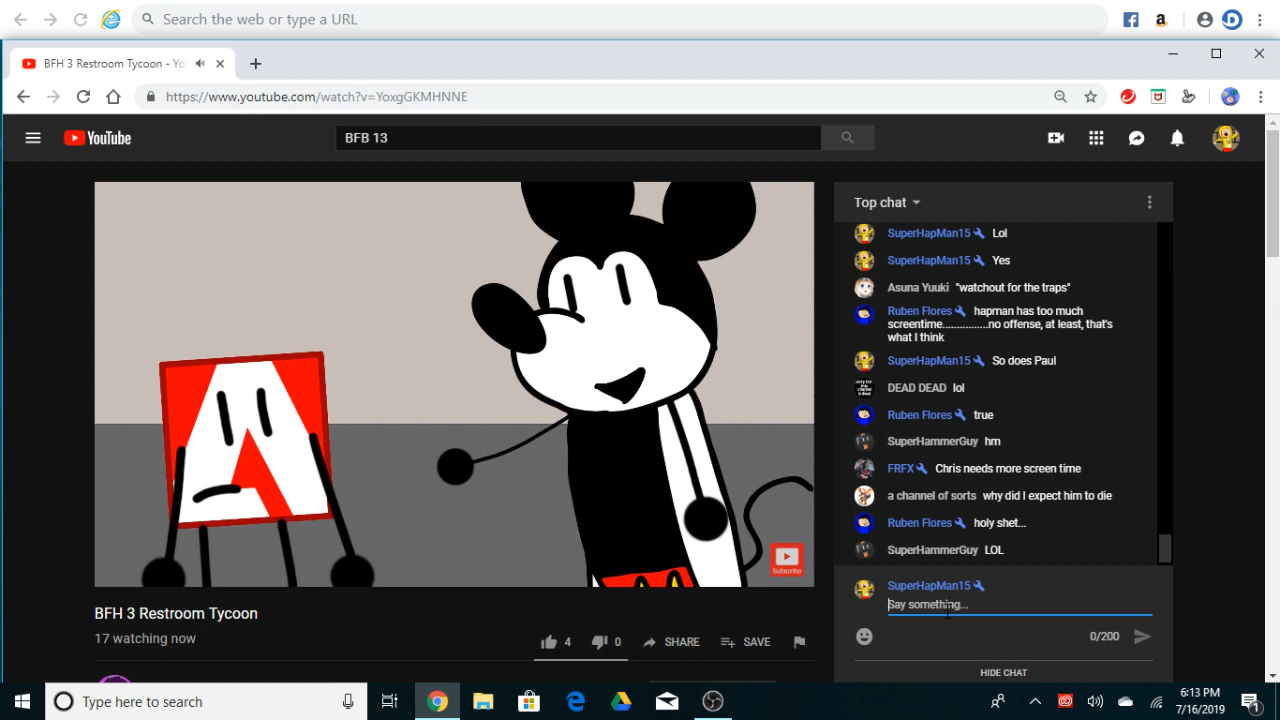 Search the web or type a URL
BFH 3 Restroom Tycoon - Yo
https://www.youtube.com/watch?v=YoxgGKMHNNE
YouTube
BFB 13
Top chat
SuperHapMan15 Lol
SuperHapMan15 Yes
Asuna Yuuki "watchout for the traps"
Ruben Flores hapman has too much
screentime...............no offense, at least, that's
what I think
SuperHapMan15 So does Paul
DEAD DEAD lol
Ruben Flores true
SuperHammerGuy hm
FRFX Chris needs more screen time
a channel of sorts why did I expect him to die
Ruben Flores holy shet...
SuperHammerGuy LOL
SuperHapMan15
Say something...
0/200
HIDE CHAT
Subscribe
BFH 3 Restroom Tycoon
17 watching now
4 0 SHARE SAVE
Type here to search
6:13 PM
7/16/2019
1